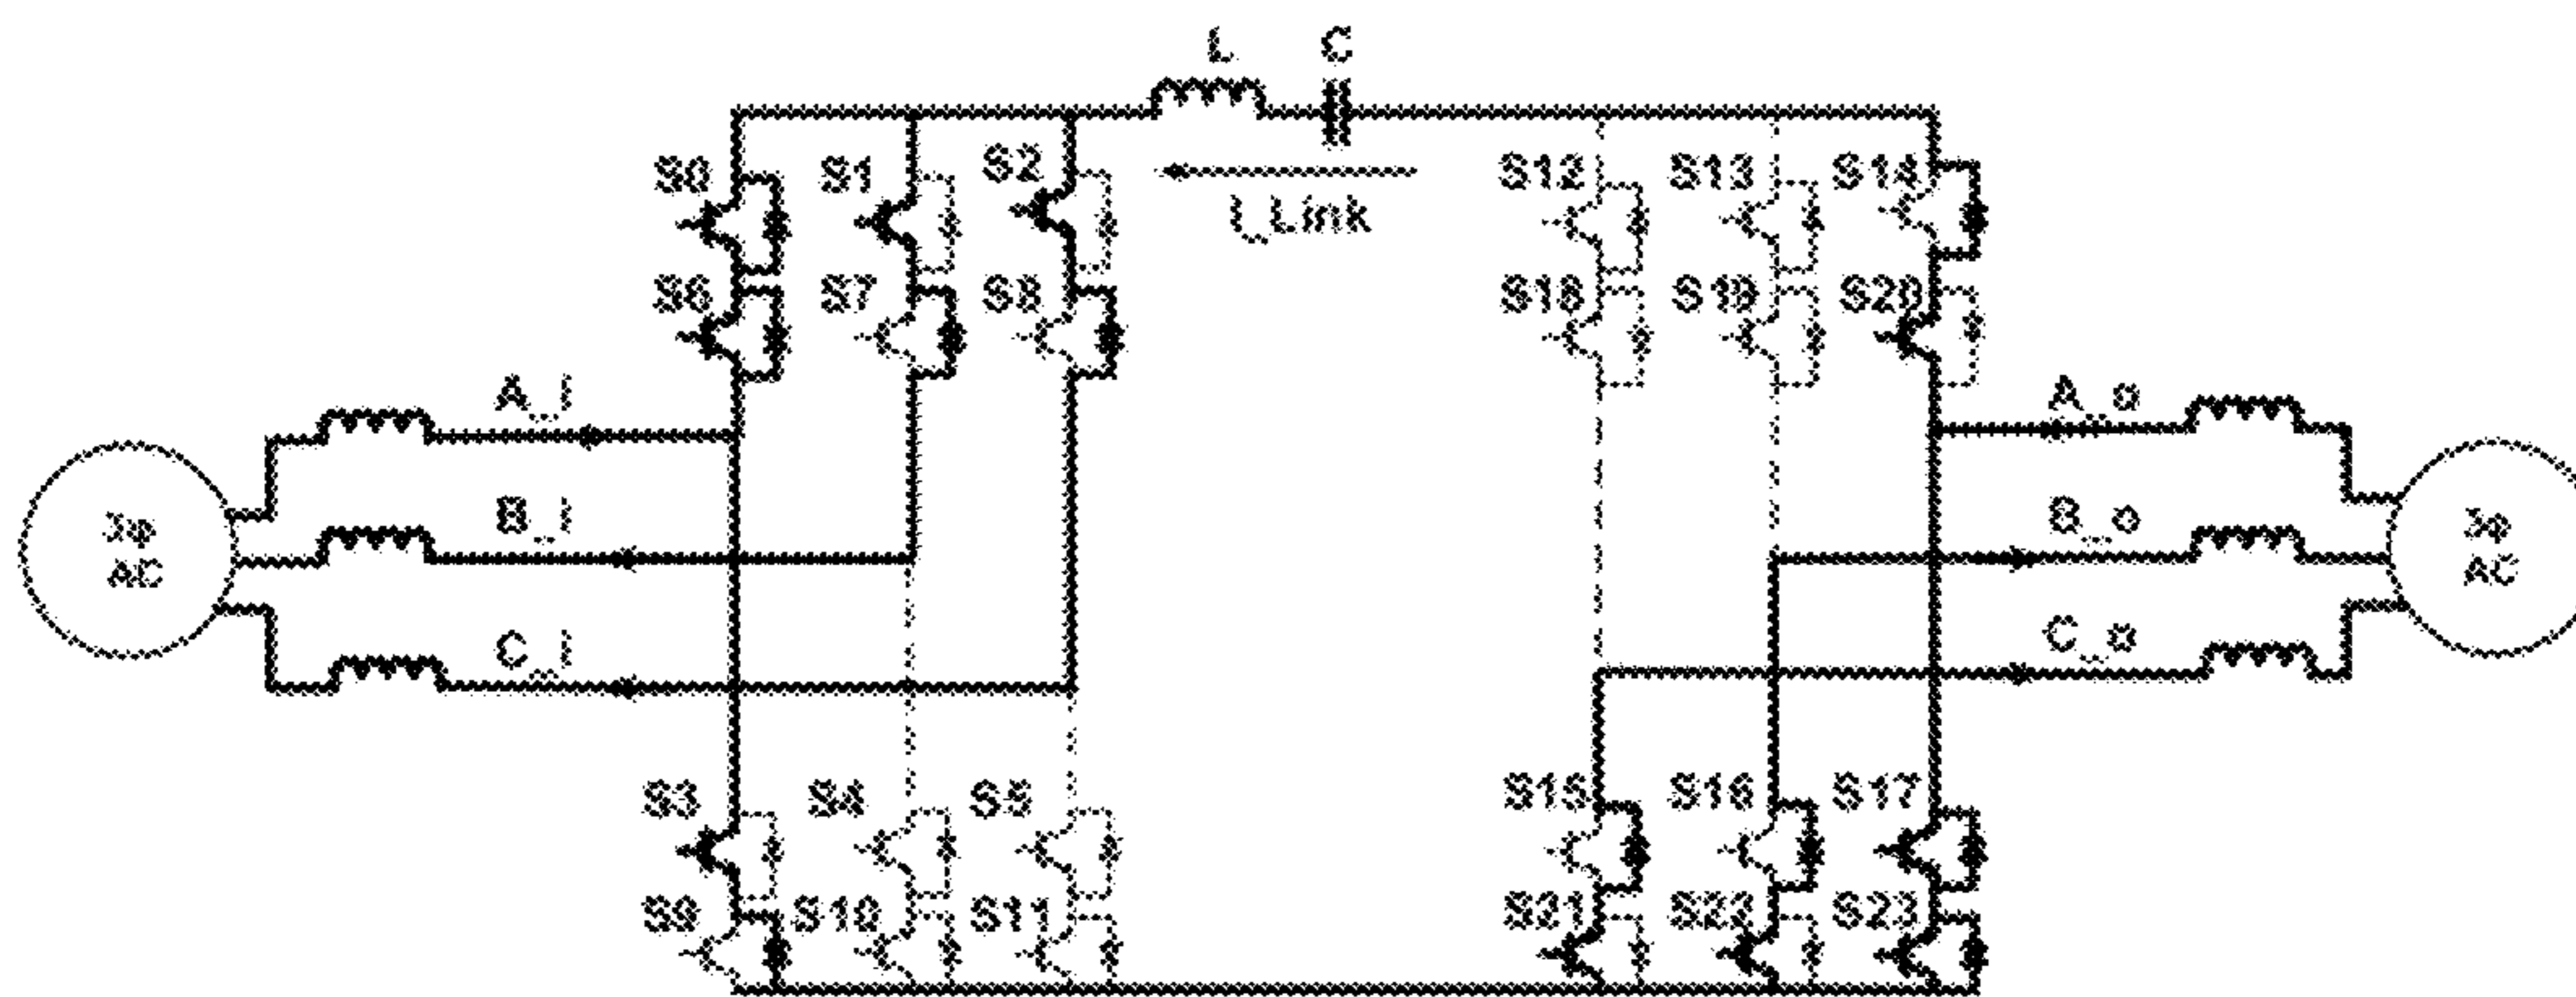 L C
S0 S1 S2 S12 S13 S14
I_Link
S6 S7 S8 S18 S19 S20
A_i A_o
B_i B_o
3φ 3φ
AC AC
C_i C_o
S3 S4 S5 S15 S16 S17
S9 S10 S11 S21 S22 S23